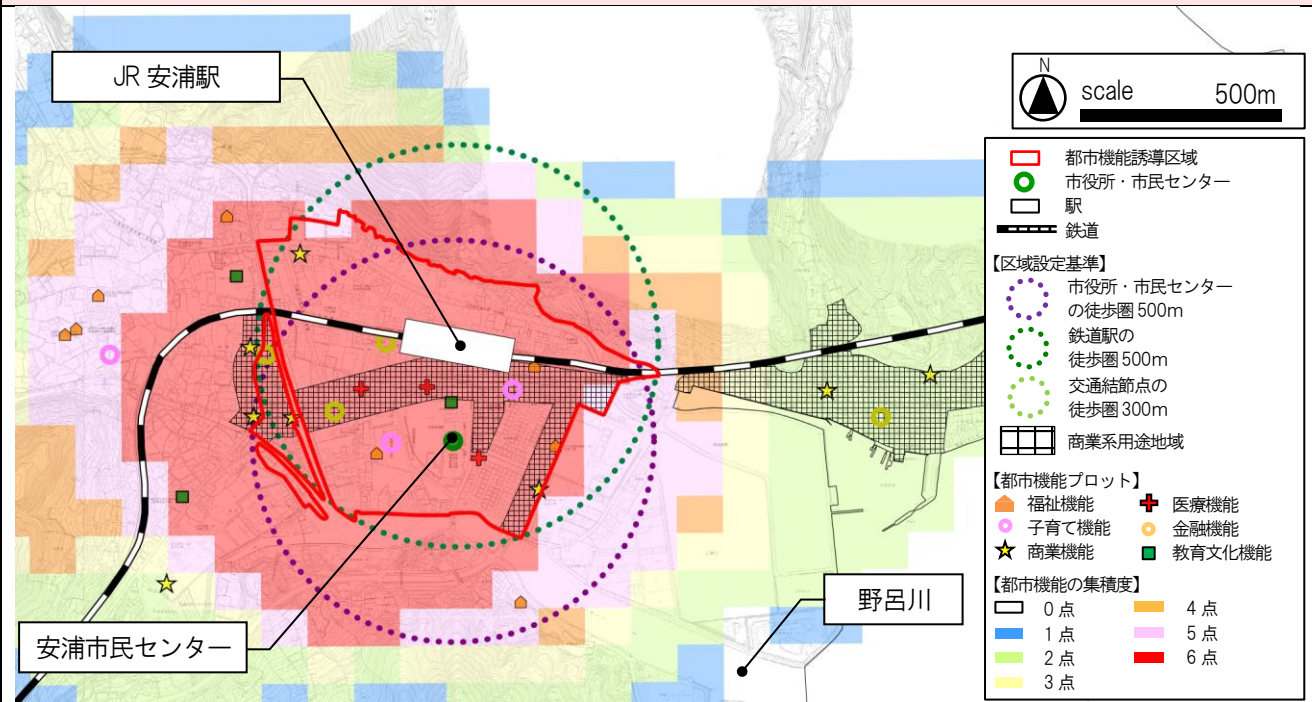 JR 安浦駅
N
scale 500m
都市機能誘導区域
市役所・市民センター
駅
鉄道
【区域設定基準】
市役所・市民センター
の徒歩圏 500m
鉄道駅の
徒歩圏 500m
交通結節点の
徒歩圏 300m
商業系用途地域
【都市機能プロット】
福祉機能 医療機能
子育て機能 金融機能
商業機能 教育文化機能
【都市機能の集積度】
0 点 4 点
1 点 5 点
2 点 6 点
3 点
野呂川
安浦市民センター